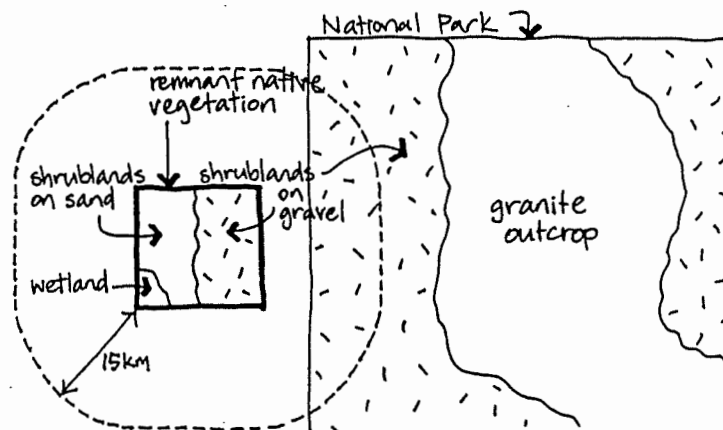 National Park
remnant native
vegetation
shrublands
on sand
shrublands
on
gravel
granite
outcrop
wetland
15km